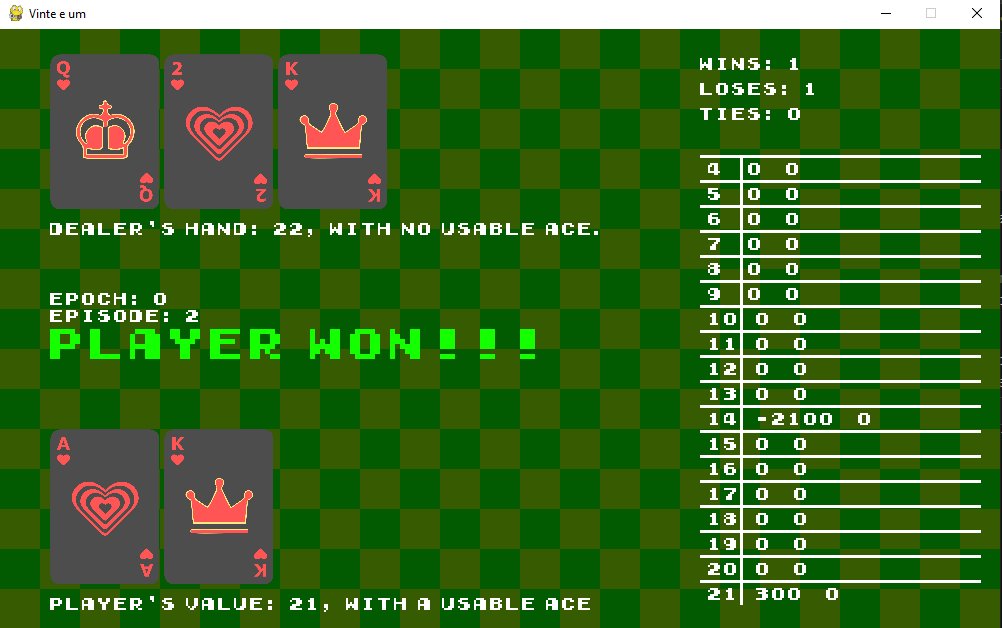 Vinte e um
Q 2 K
Q 2 K
DEALER'S HAND: 22, WITH NO USABLE ACE.
EPOCH: 0
EPISODE: 2
PLAYER WON!!!
A K
A K
PLAYER'S VALUE: 21, WITH A USABLE ACE
WINS: 1
LOSES: 1
TIES: 0
4 0 0
5 0 0
6 0 0
7 0 0
8 0 0
9 0 0
10 0 0
11 0 0
12 0 0
13 0 0
14 -2100 0
15 0 0
16 0 0
17 0 0
18 0 0
19 0 0
20 0 0
21 300 0